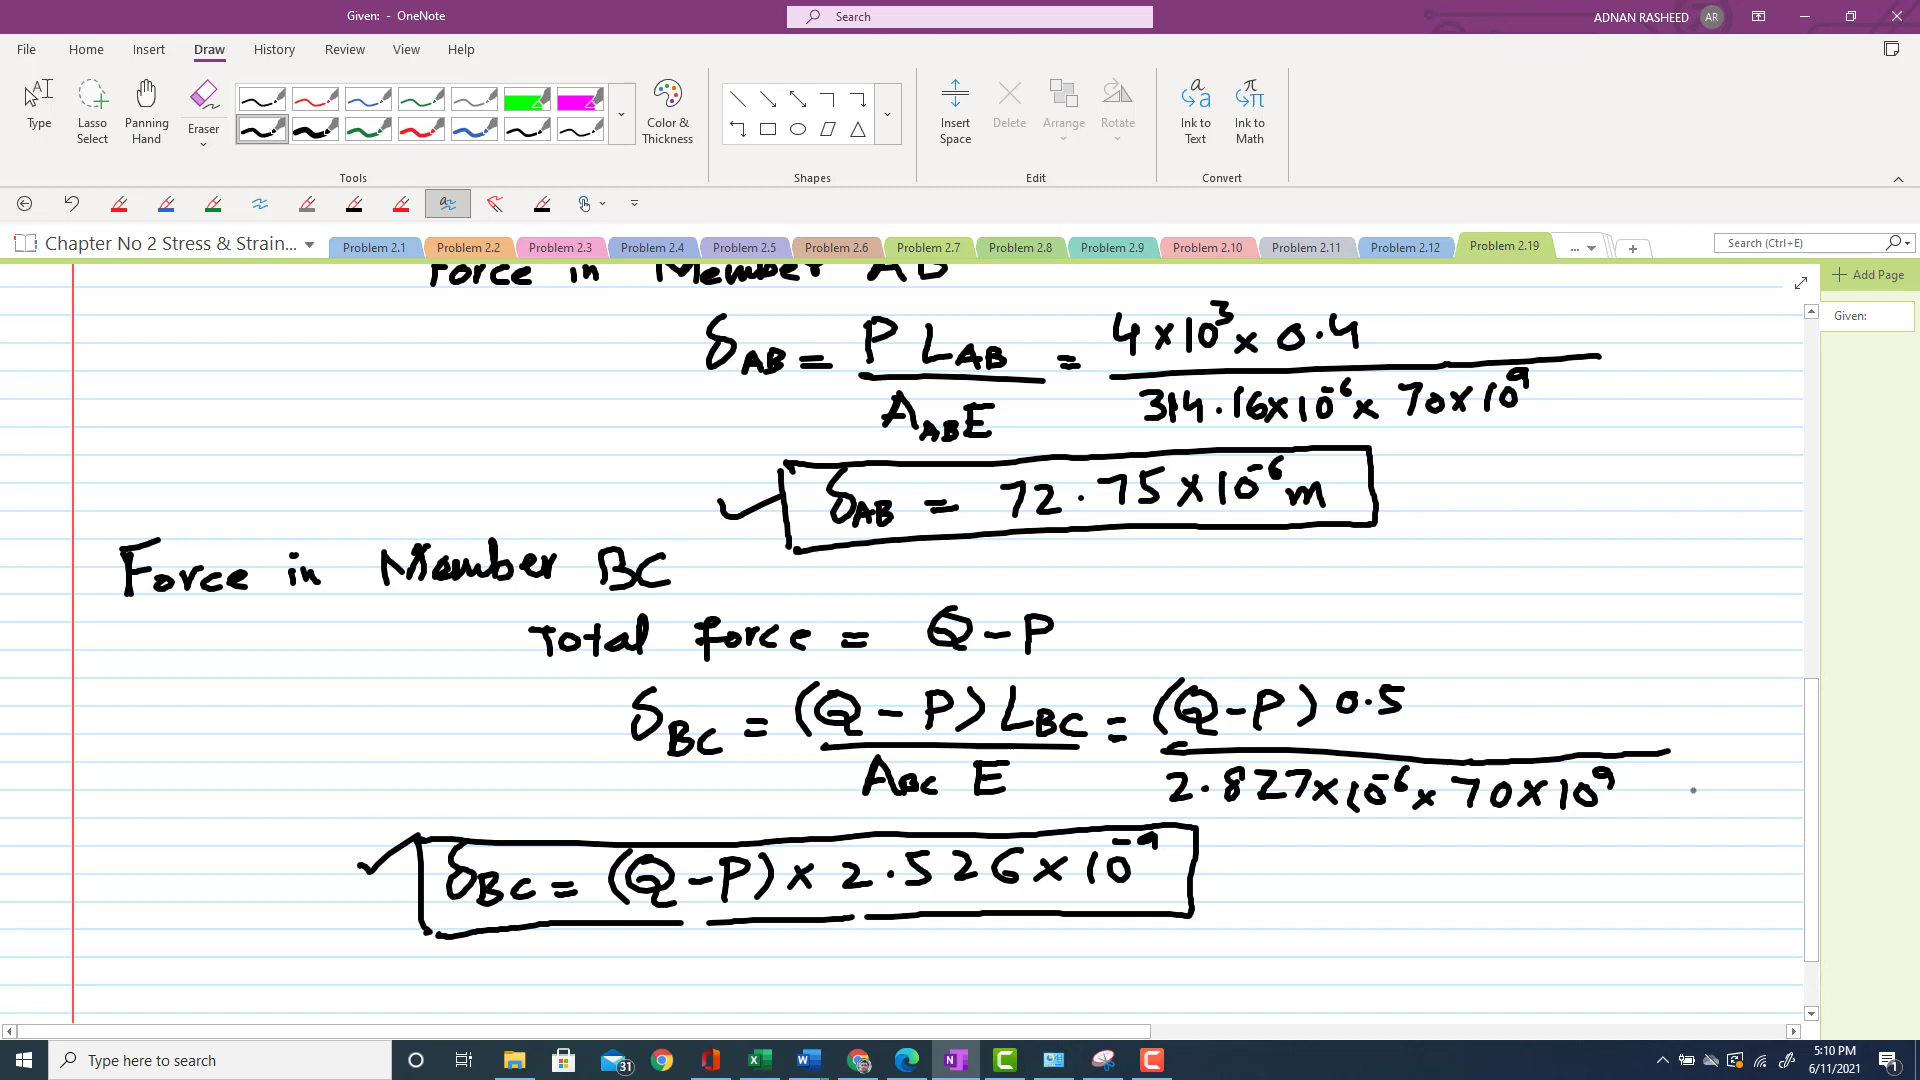 Given: - OneNote
Search
ADNAN RASHEED AR
File Home Insert Draw History Review View Help
Type
Lasso Select
Panning Hand
Eraser
Color & Thickness
Insert Space
Delete
Arrange
Rotate
Ink to Text
Ink to Math
Tools Shapes Edit Convert
Chapter No 2 Stress & Strain...
Problem 2.1 Problem 2.2 Problem 2.3 Problem 2.4 Problem 2.5 Problem 2.6 Problem 2.7 Problem 2.8 Problem 2.9 Problem 2.10 Problem 2.11 Problem 2.12 Problem 2.19 ...
Search (Ctrl+E)
Add Page
Given:
Force in Member AB
δAB = P LAB / AAB E = 4×10³ × 0.4 / 314.16×10⁻⁶ × 70×10⁹
δAB = 72.75×10⁻⁶ m
Force in Member BC
Total force = Q - P
δBC = (Q - P) LBC / ABC E = (Q - P) 0.5 / 2.827×10⁻⁶ × 70×10⁹
δBC = (Q - P) × 2.526×10⁻⁹
Type here to search
31
5:10 PM
6/11/2021
1